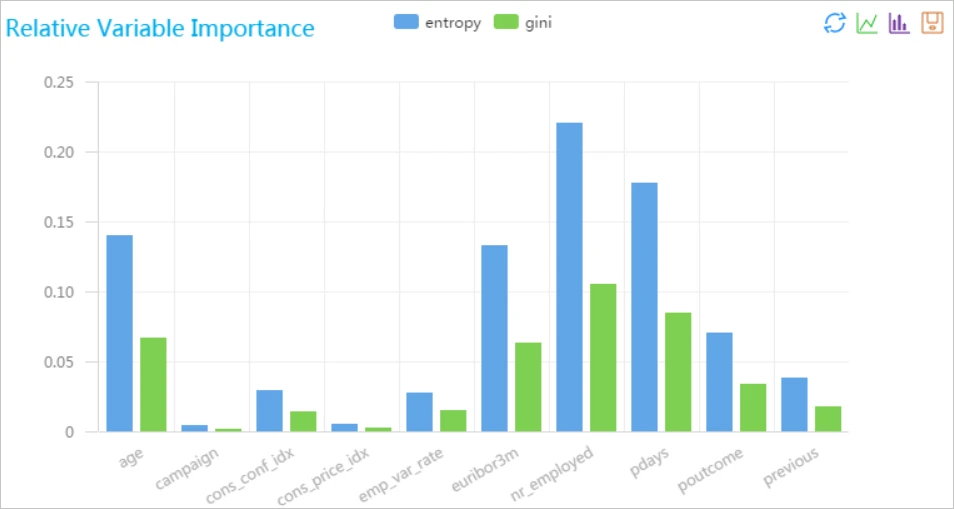 Relative Variable Importance
entropy
gini
0.25
0.20
0.15
0.10
0.05
0
age
campaign
cons_conf_idx
cons_price_idx
emp_var_rate
euribor3m
nr_employed
pdays
poutcome
previous